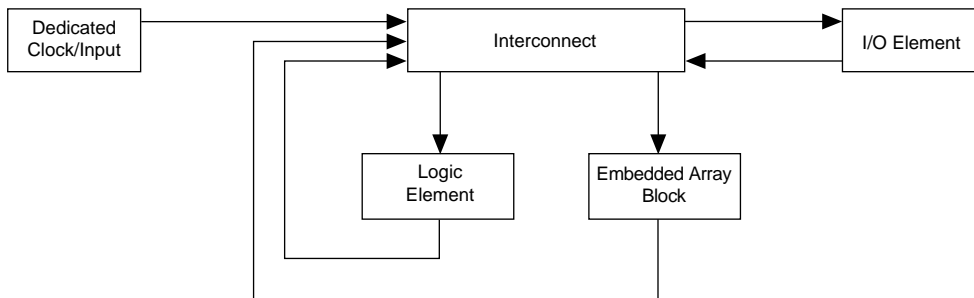 Dedicated
Clock/Input
Interconnect
I/O Element
Logic
Element
Embedded Array
Block